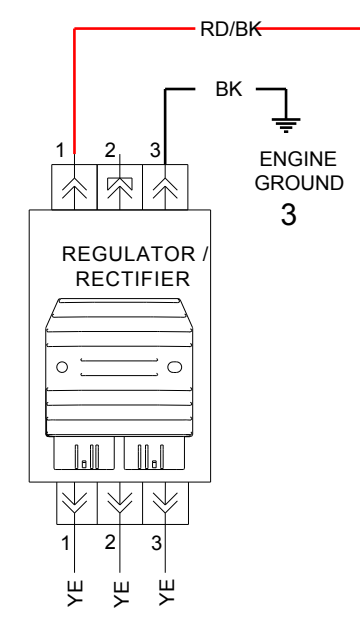 RD/BK
BK
1 2 3
ENGINE
GROUND
3
REGULATOR /
RECTIFIER
1 2 3
YE YE YE